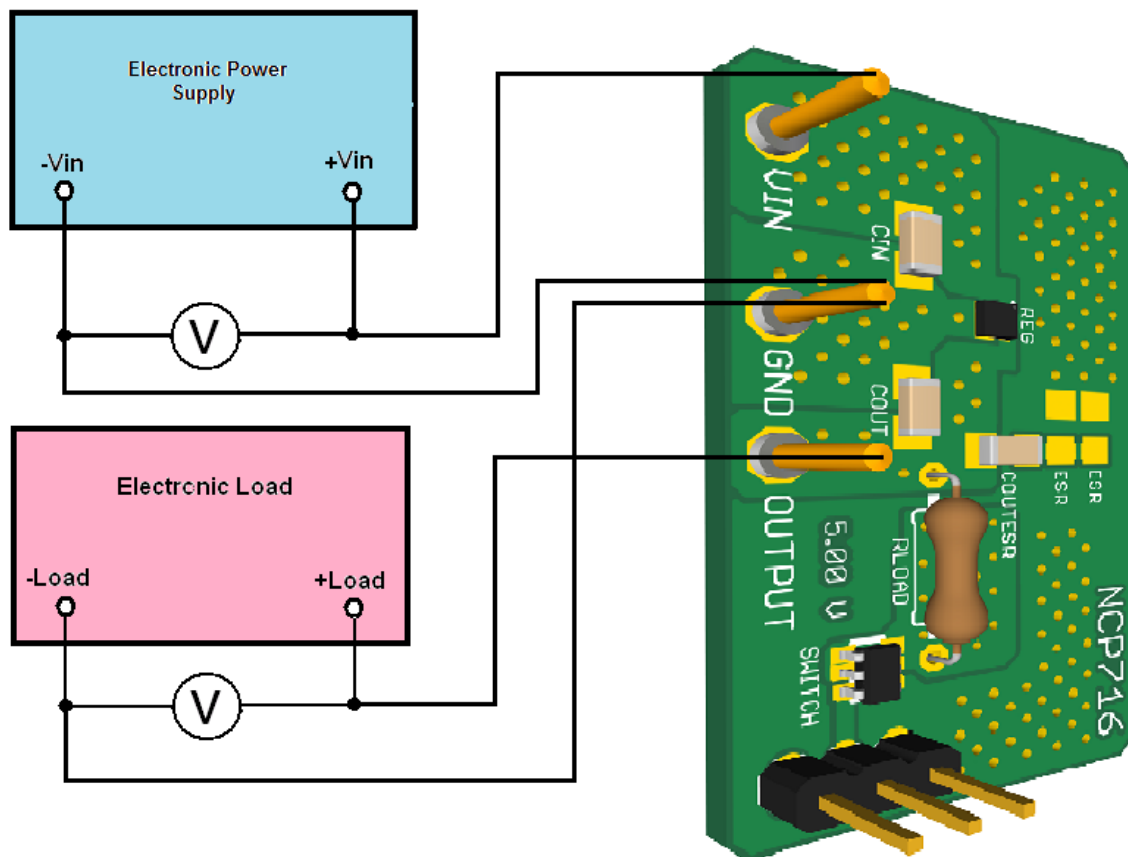 Electronic Power
Supply
-Vin
+Vin
V
Electronic Load
-Load
+Load
V
VIN
CIN
REG
GND
COUT
OUTPUT
5.00 V
RLOAD
COUTESR
ESR
ESR
SWITCH
NCP716